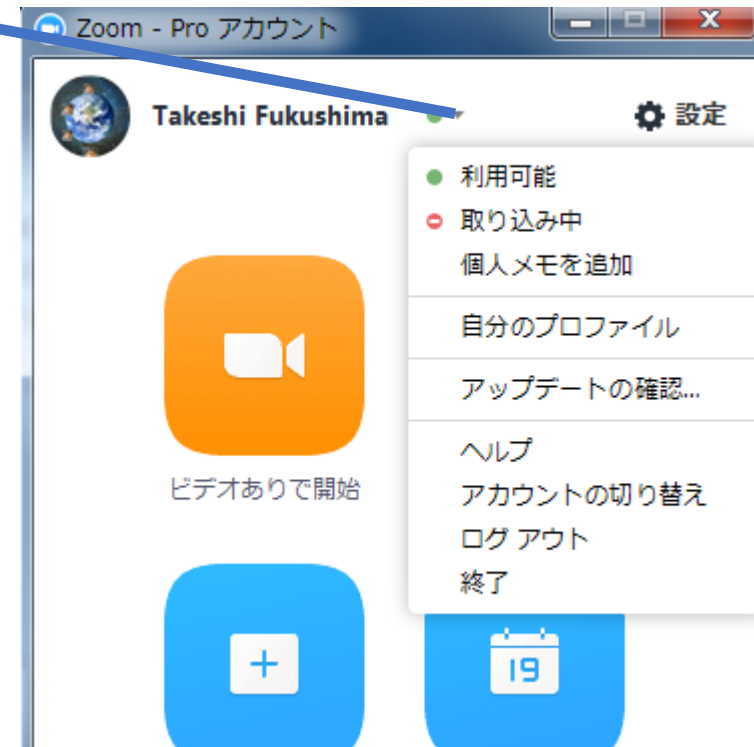 Zoom - Pro アカウント
Takeshi Fukushima
設定
利用可能
取り込み中
個人メモを追加
自分のプロファイル
アップデートの確認...
ヘルプ
アカウントの切り替え
ログ アウト
終了
ビデオありで開始
19